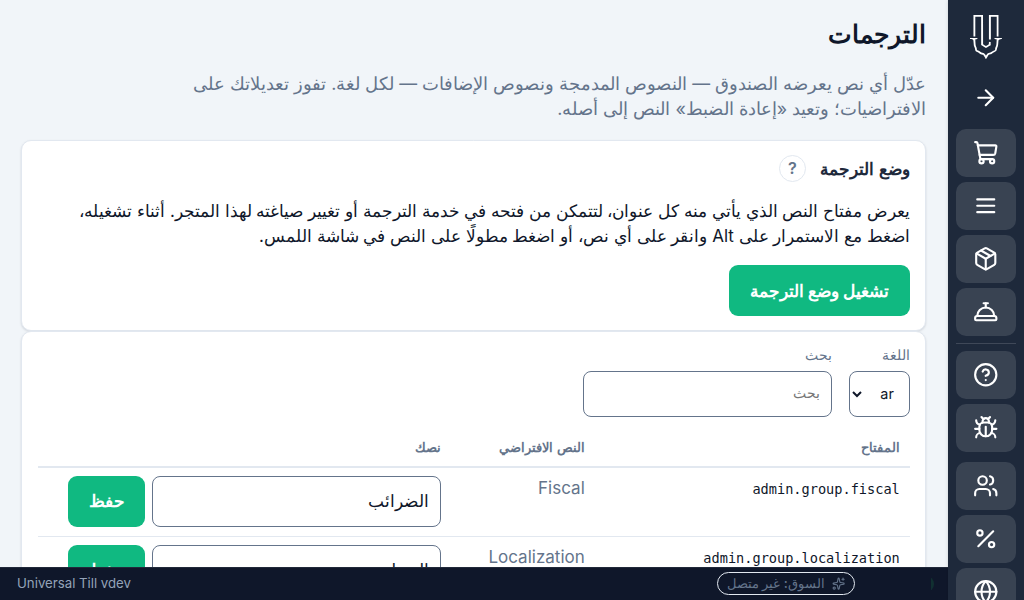 الترجمات
عدّل أي نص يعرضه الصندوق — النصوص المدمجة ونصوص الإضافات — لكل لغة. تفوز تعديلاتك على
الافتراضيات؛ وتعيد «إعادة الضبط» النص إلى أصله.
وضع الترجمة ?
يعرض مفتاح النص الذي يأتي منه كل عنوان، لتتمكن من فتحه في خدمة الترجمة أو تغيير صياغته لهذا المتجر. أثناء تشغيله،
اضغط مع الاستمرار على Alt وانقر على أي نص، أو اضغط مطولًا على النص في شاشة اللمس.
تشغيل وضع الترجمة
اللغة بحث
ar بحث
المفتاح النص الافتراضي نصك
admin.group.fiscal Fiscal الضرائب حفظ
admin.group.localization Localization
السوق: غير متصل Universal Till vdev